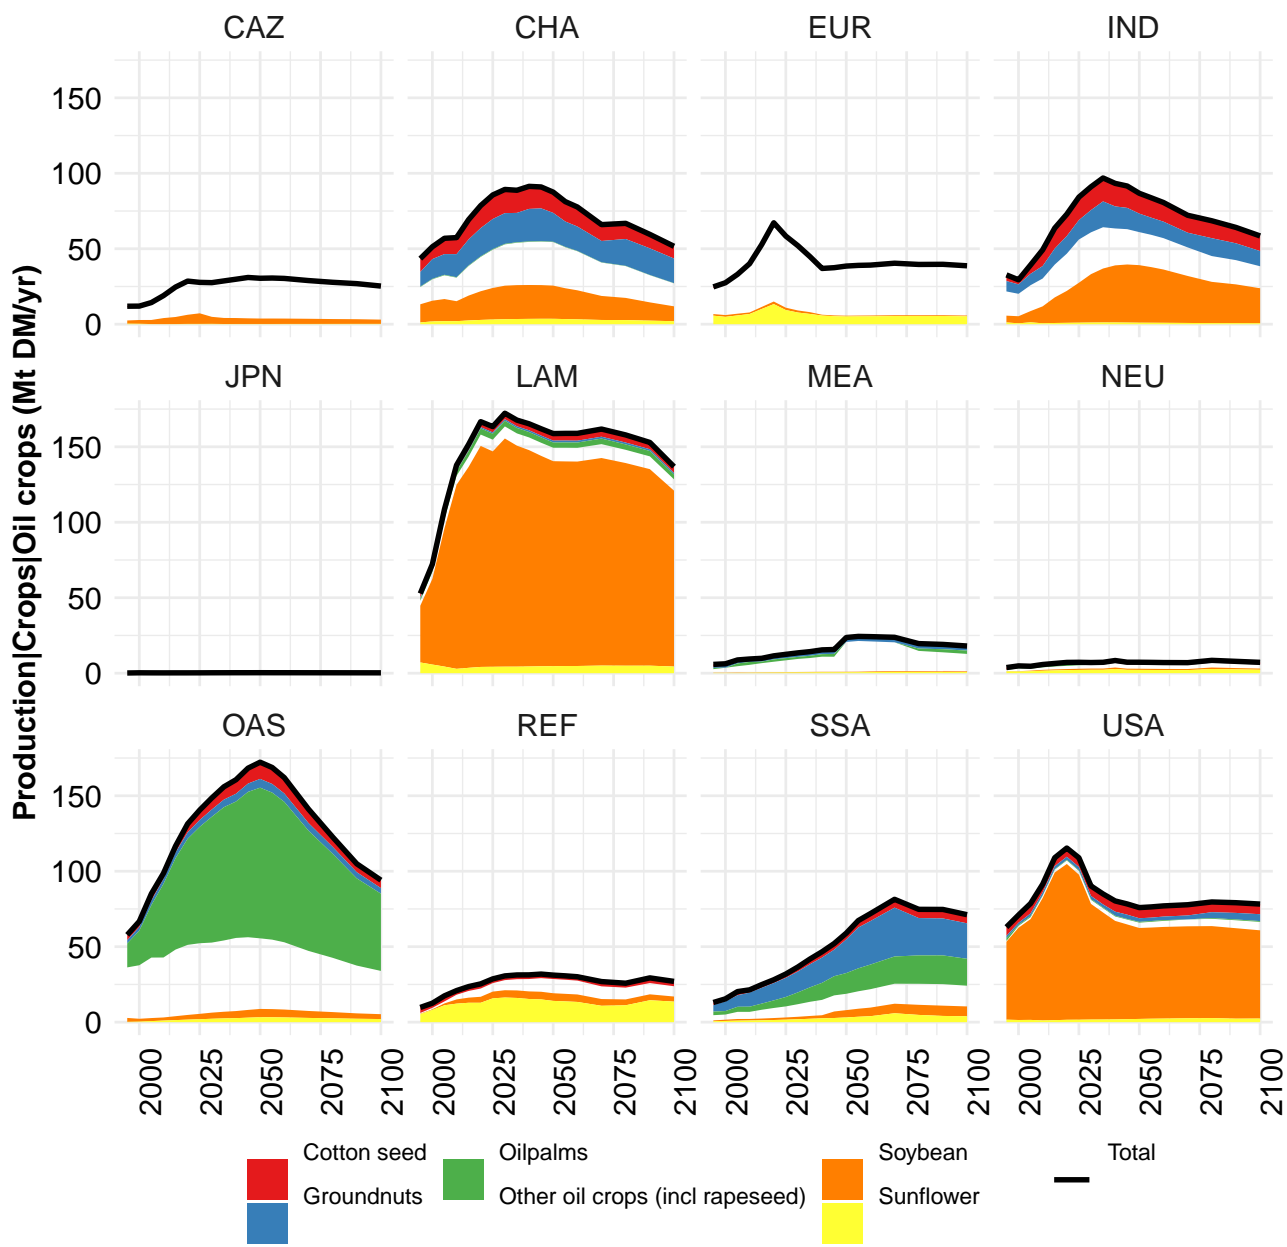 CAZ CHA EUR IND
150
100
50
0
JPN LAM MEA NEU
150
100
50
0
OAS REF SSA USA
150
100
50
0
Production|Crops|Oil crops (Mt DM/yr)
2000 2025 2050 2075 2100 2000 2025 2050 2075 2100 2000 2025 2050 2075 2100 2000 2025 2050 2075 2100
Cotton seed Oilpalms Soybean Total
Groundnuts Other oil crops (incl rapeseed) Sunflower